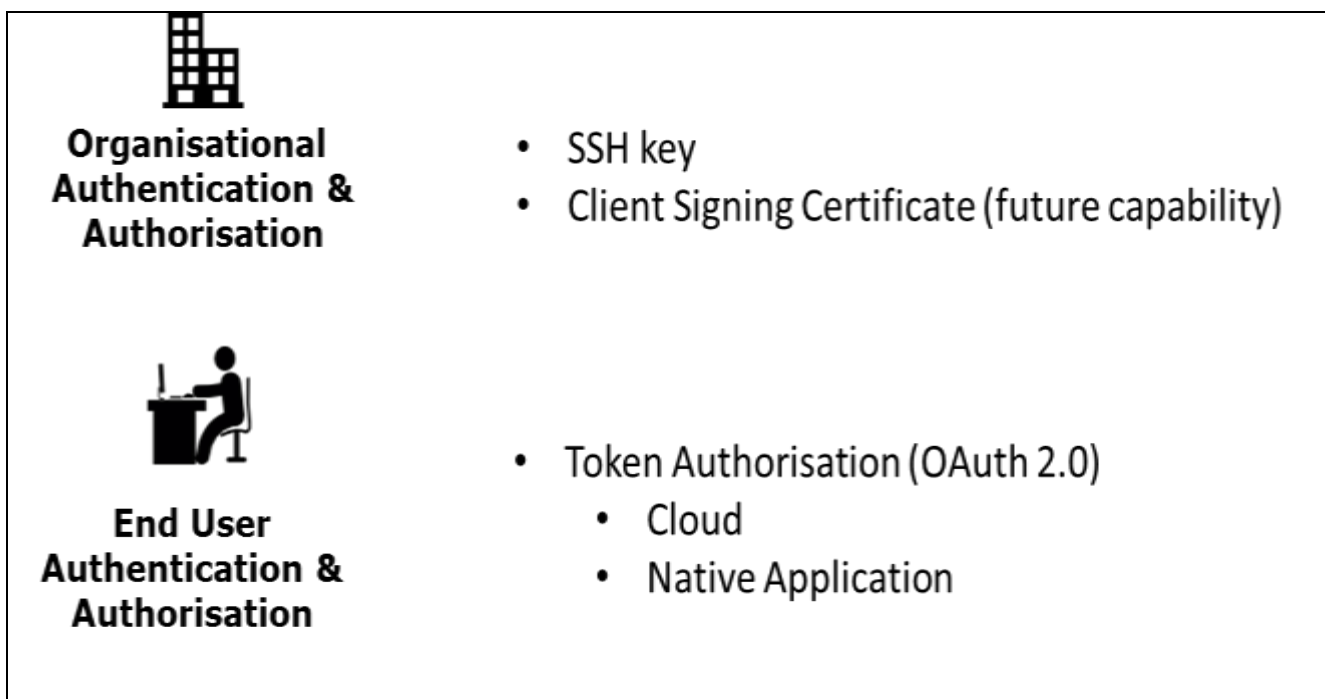 Organisational
Authentication &
Authorisation
• SSH key
• Client Signing Certificate (future capability)
End User
Authentication &
Authorisation
• Token Authorisation (OAuth 2.0)
• Cloud
• Native Application